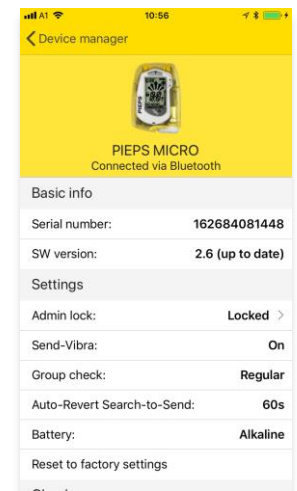 A1 10:56
Device manager
PIEPS
PIEPS MICRO
Connected via Bluetooth
Basic info
Serial number: 162684081448
SW version: 2.6 (up to date)
Settings
Admin lock: Locked
Send-Vibra: On
Group check: Regular
Auto-Revert Search-to-Send: 60s
Battery: Alkaline
Reset to factory settings